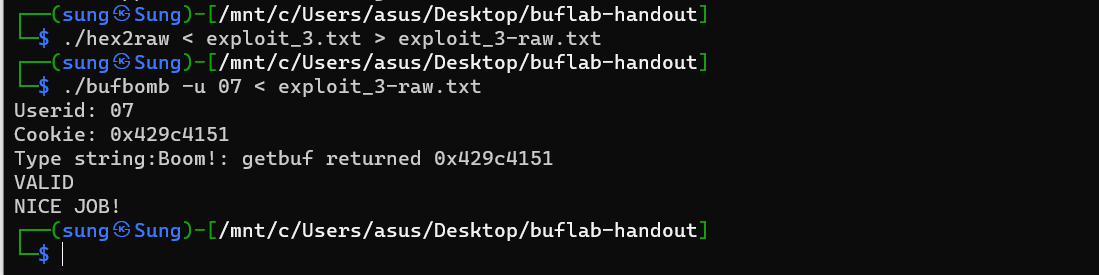 ┌──(sung㉿Sung)-[/mnt/c/Users/asus/Desktop/buflab-handout]
└─$ ./hex2raw < exploit_3.txt > exploit_3-raw.txt
┌──(sung㉿Sung)-[/mnt/c/Users/asus/Desktop/buflab-handout]
└─$ ./bufbomb -u 07 < exploit_3-raw.txt
Userid: 07
Cookie: 0x429c4151
Type string:Boom!: getbuf returned 0x429c4151
VALID
NICE JOB!
┌──(sung㉿Sung)-[/mnt/c/Users/asus/Desktop/buflab-handout]
└─$